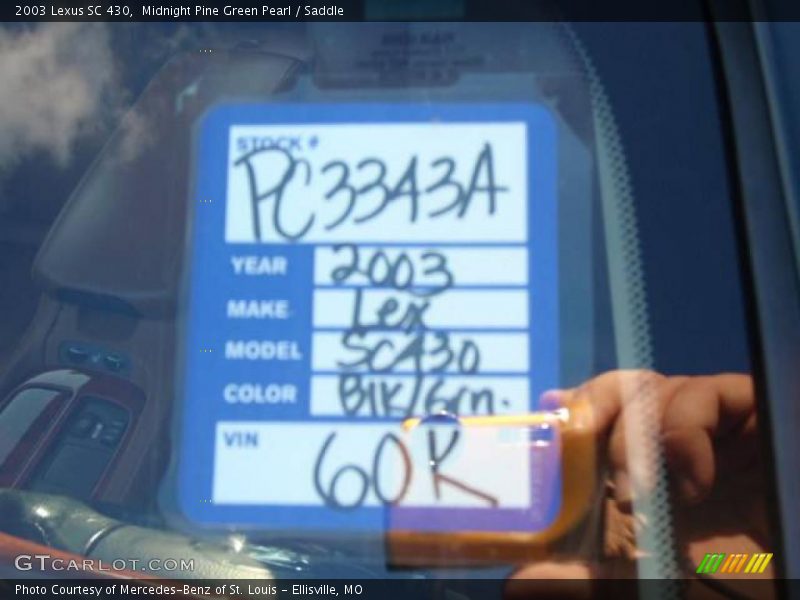 2003 Lexus SC 430,  Midnight Pine Green Pearl / Saddle
STOCK #
PC3343A
YEAR 2003
MAKE Lex
MODEL SC430
COLOR Blk/Grn.
VIN
60K
GTCARLOT.COM
Photo Courtesy of Mercedes-Benz of St. Louis - Ellisville, MO